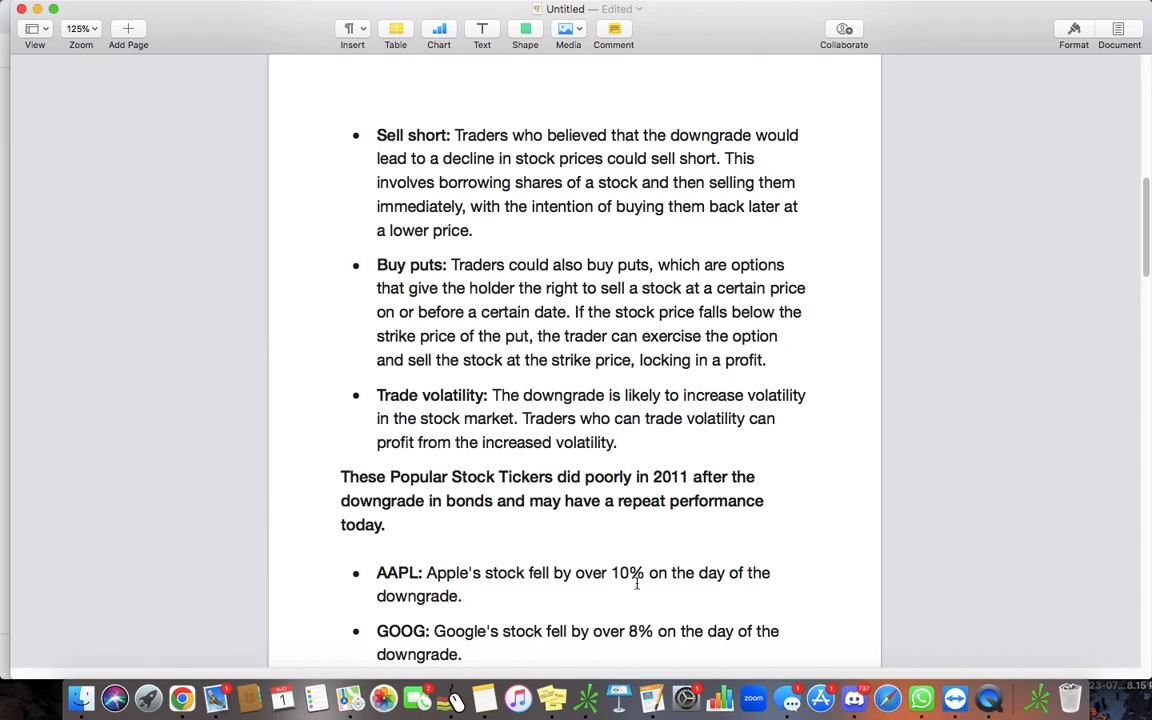 Untitled — Edited
125%
View
Zoom
Add Page
Insert
Table
Chart
Text
Shape
Media
Comment
Collaborate
Format
Document
• Sell short: Traders who believed that the downgrade would
lead to a decline in stock prices could sell short. This
involves borrowing shares of a stock and then selling them
immediately, with the intention of buying them back later at
a lower price.
• Buy puts: Traders could also buy puts, which are options
that give the holder the right to sell a stock at a certain price
on or before a certain date. If the stock price falls below the
strike price of the put, the trader can exercise the option
and sell the stock at the strike price, locking in a profit.
• Trade volatility: The downgrade is likely to increase volatility
in the stock market. Traders who can trade volatility can
profit from the increased volatility.
These Popular Stock Tickers did poorly in 2011 after the
downgrade in bonds and may have a repeat performance
today.
• AAPL: Apple's stock fell by over 10% on the day of the
downgrade.
• GOOG: Google's stock fell by over 8% on the day of the
downgrade.
AUG
1
zoom
737
23-07...8.15 P